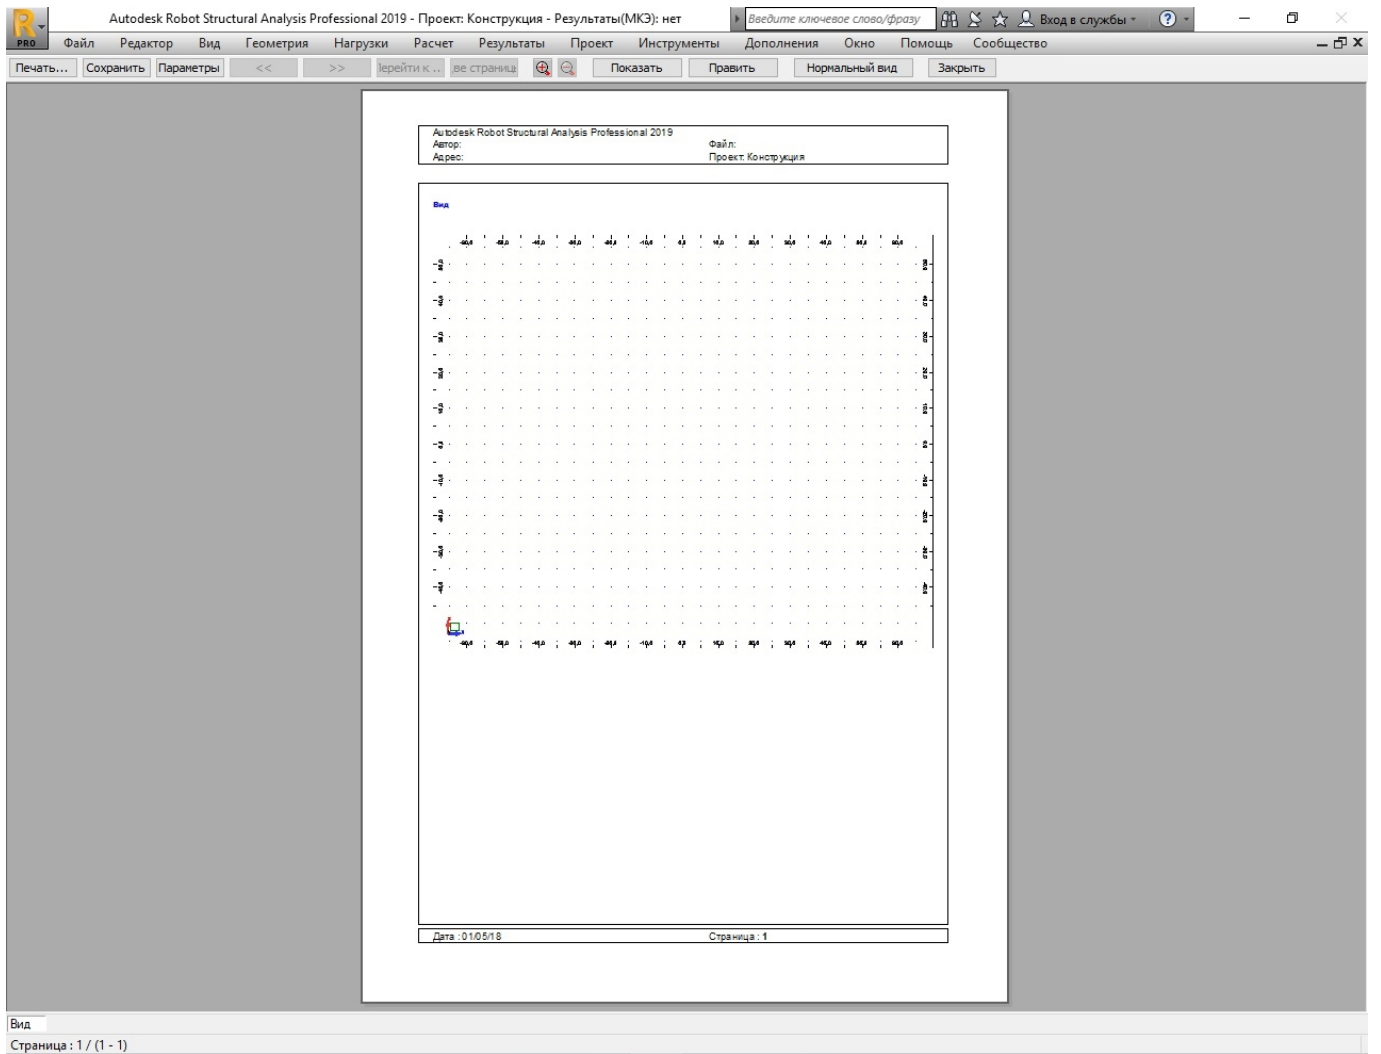 Autodesk Robot Structural Analysis Professional 2019 - Проект: Конструкция - Результаты(МКЭ): нет
Введите ключевое слово/фразу
Вход в службы
?
PRO
Файл Редактор Вид Геометрия Нагрузки Расчет Результаты Проект Инструменты Дополнения Окно Помощь Сообщество
Печать... Сохранить Параметры << >> Перейти к .. ве страниц Показать Править Нормальный вид Закрыть
Autodesk Robot Structural Analysis Professional 2019
Автор: Файл:
Адрес: Проект: Конструкция
Вид
Дата : 01/05/18 Страница : 1
Вид
Страница : 1 / (1 - 1)